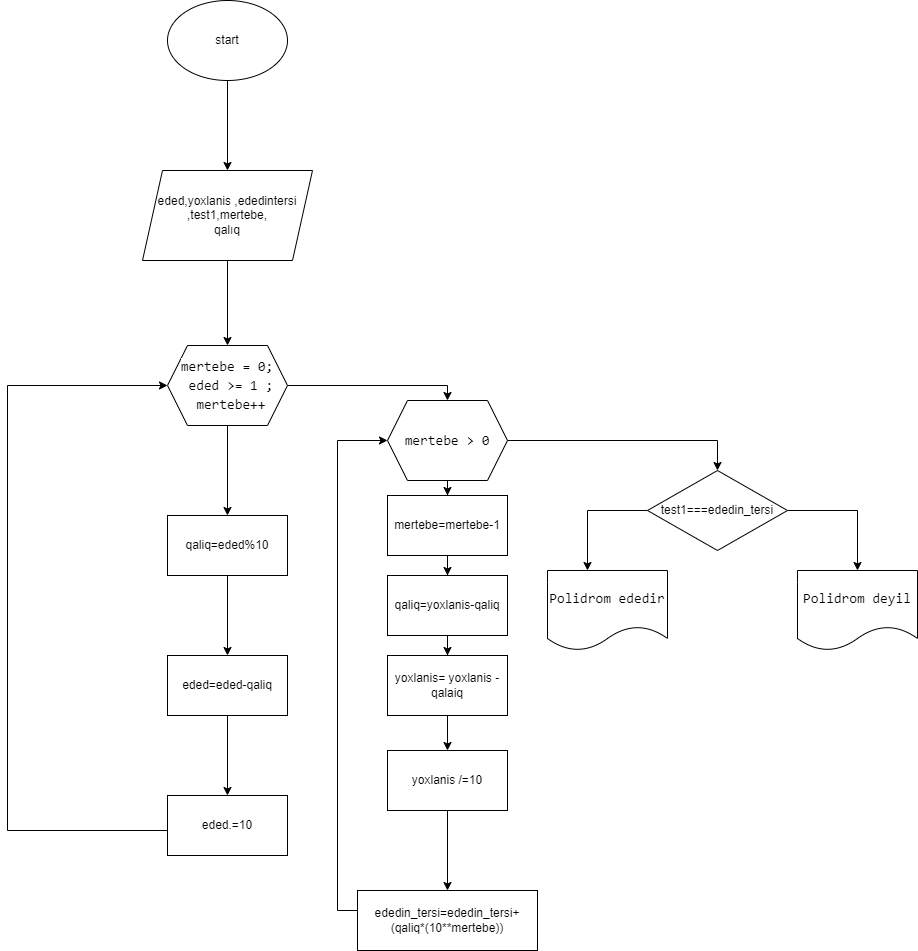 start
eded,yoxlanis ,ededintersi
,test1,mertebe,
qalıq
mertebe = 0;
eded >= 1 ;
mertebe++
qaliq=eded%10
eded=eded-qaliq
eded.=10
mertebe > 0
mertebe=mertebe-1
qaliq=yoxlanis-qaliq
yoxlanis= yoxlanis -
qalaiq
yoxlanis /=10
ededin_tersi=ededin_tersi+
(qaliq*(10**mertebe))
test1===ededin_tersi
Polidrom ededir
Polidrom deyil